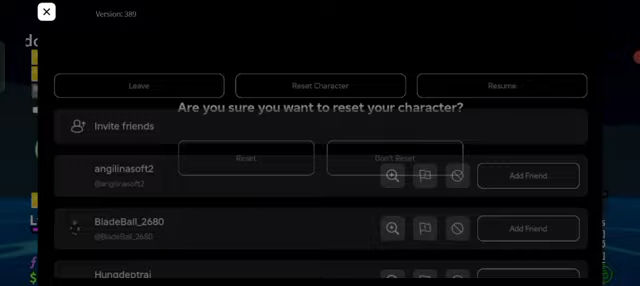 Version: 389
Leave
Reset Character
Resume
Are you sure you want to reset your character?
Invite friends
Reset
Don't Reset
angilinasoft2
@angilinasoft2
Add Friend
BladeBall_2680
@BladeBall_2680
Add Friend
Hungdeptrai